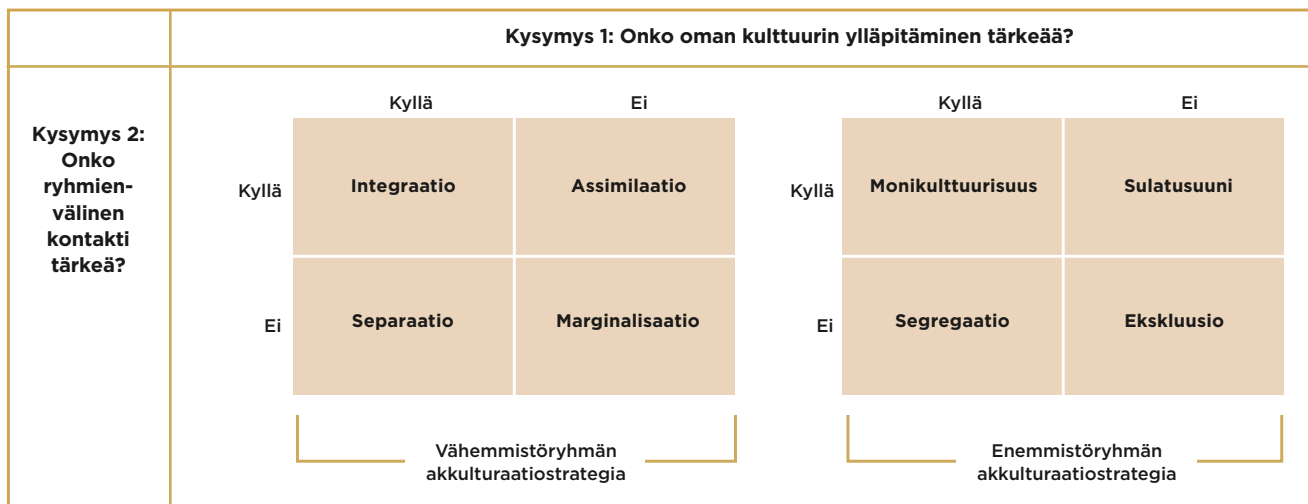 Kysymys 1: Onko oman kulttuurin ylläpitäminen tärkeää?
Kysymys 2:
Onko
ryhmien-
välinen
kontakti
tärkeä?
Kyllä Ei
Kyllä Integraatio Assimilaatio
Ei Separaatio Marginalisaatio
Vähemmistöryhmän
akkulturaatiostrategia
Kyllä Ei
Kyllä Monikulttuurisuus Sulatusuuni
Ei Segregaatio Ekskluusio
Enemmistöryhmän
akkulturaatiostrategia